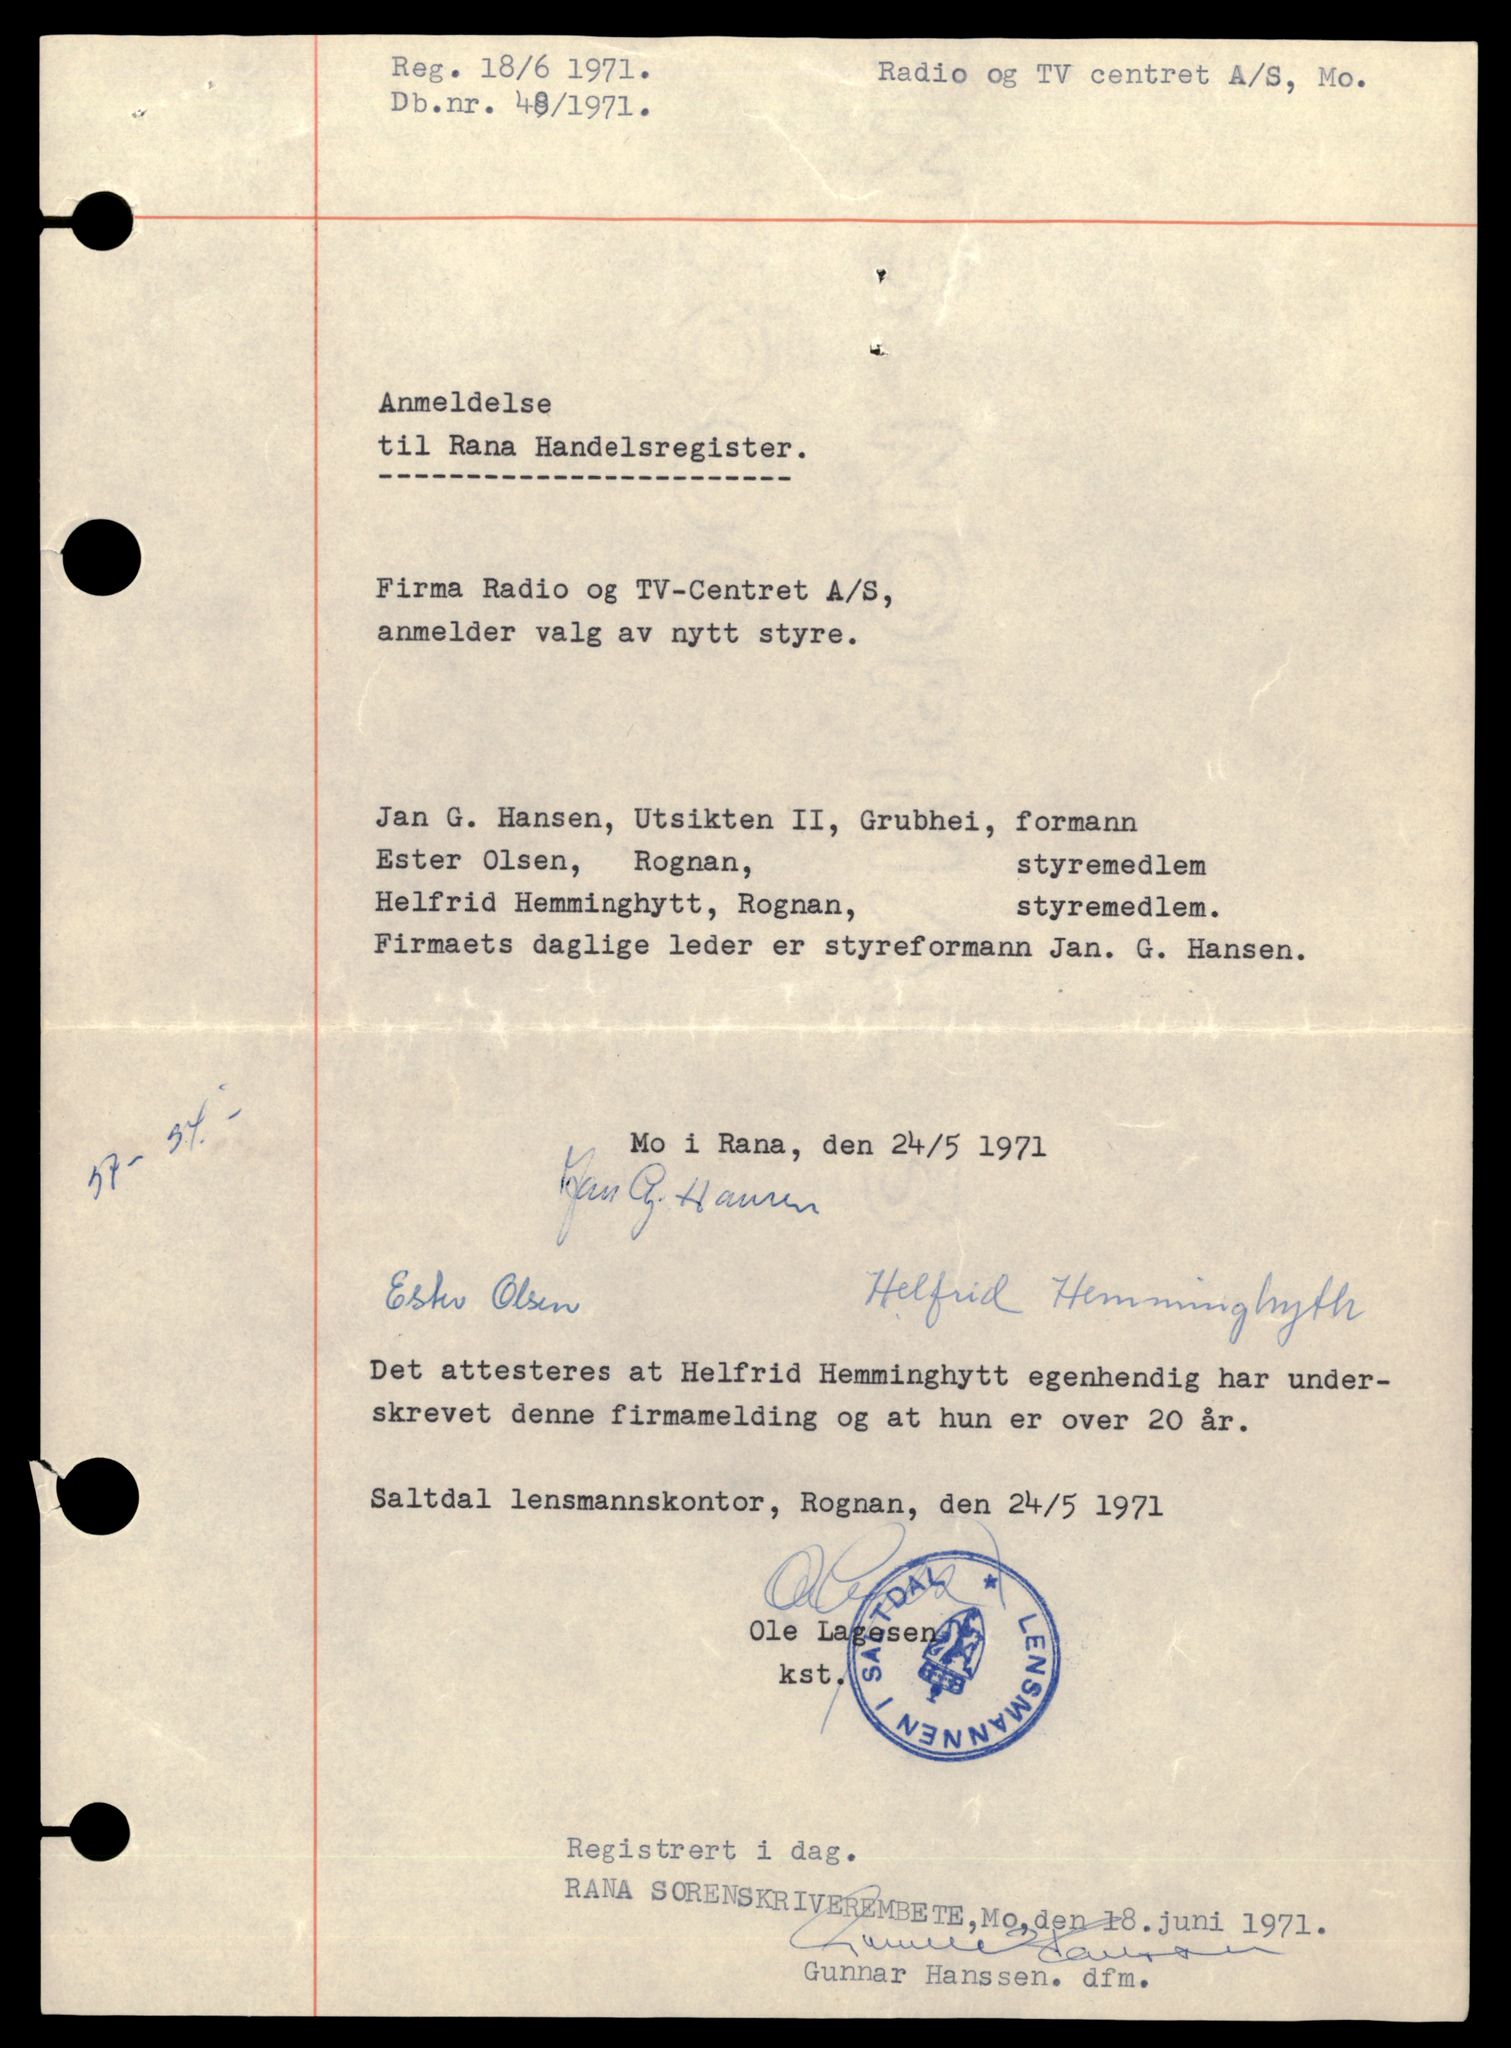 Reg. 18/6 1971.
Db.nr. 48/1971.
Radio og TV centret A/S, Mo.
Anmeldelse
til Rana Handelsregister.
------------------------
Firma Radio og TV-Centret A/S,
anmelder valg av nytt styre.
Jan G. Hansen, Utsikten II, Grubhei, formann
Ester Olsen, Rognan, styremedlem
Helfrid Hemminghytt, Rognan, styremedlem.
Firmaets daglige leder er styreformann Jan. G. Hansen.
Mo i Rana, den 24/5 1971
Jan G. Hansen
Ester Olsen
Helfrid Hemminghyth
Det attesteres at Helfrid Hemminghytt egenhendig har under-
skrevet denne firmamelding og at hun er over 20 år.
Saltdal lensmannskontor, Rognan, den 24/5 1971
Ole Lagesen
kst.
LENSMANNEN I SALTDAL
Registrert i dag.
RANA SORENSKRIVEREMBETE, Mo, den 18. juni 1971.
Gunnar Hanssen
Gunnar Hanssen. dfm.